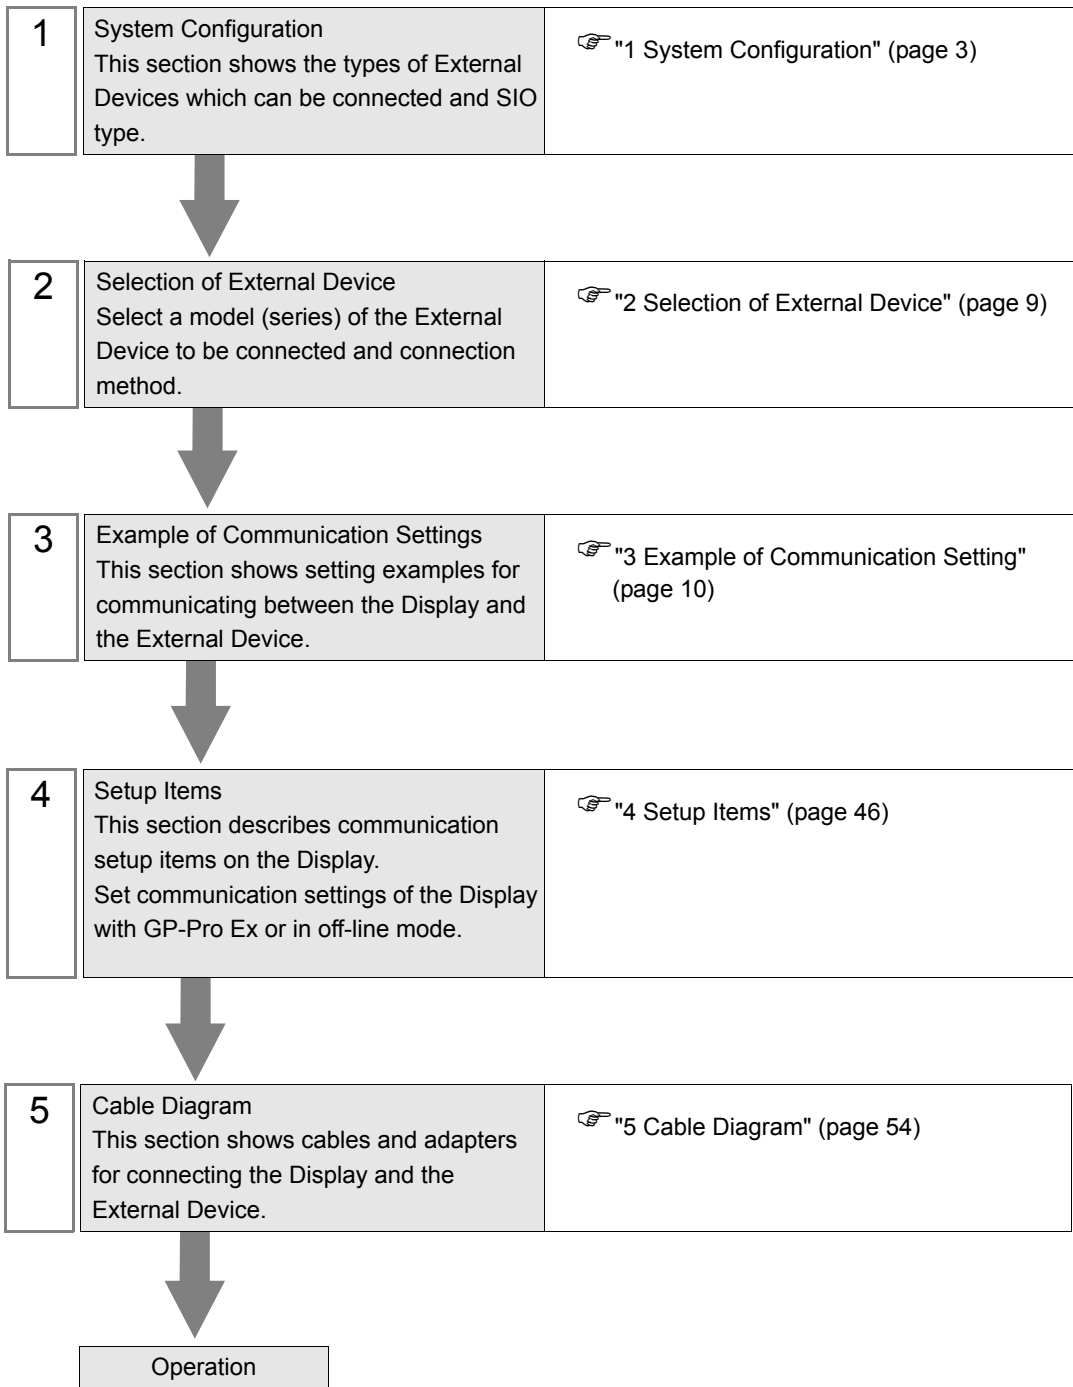 1
System Configuration
This section shows the types of External
Devices which can be connected and SIO
type.
"1 System Configuration" (page 3)
2
Selection of External Device
Select a model (series) of the External
Device to be connected and connection
method.
"2 Selection of External Device" (page 9)
3
Example of Communication Settings
This section shows setting examples for
communicating between the Display and
the External Device.
"3 Example of Communication Setting"
(page 10)
4
Setup Items
This section describes communication
setup items on the Display.
Set communication settings of the Display
with GP-Pro Ex or in off-line mode.
"4 Setup Items" (page 46)
5
Cable Diagram
This section shows cables and adapters
for connecting the Display and the
External Device.
"5 Cable Diagram" (page 54)
Operation